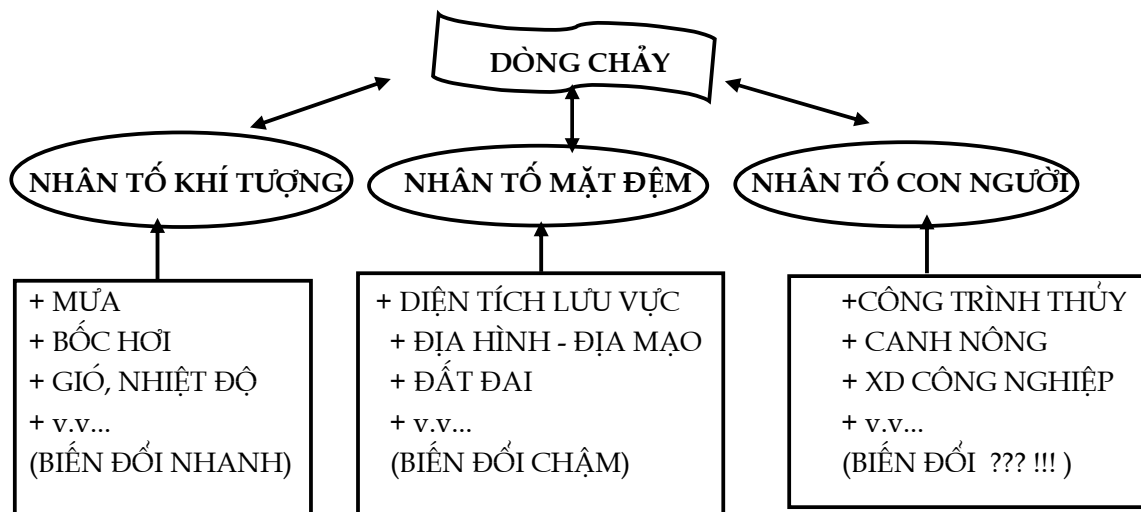 DÒNG CHẢY
NHÂN TỐ KHÍ TƯỢNG
NHÂN TỐ MẶT ĐỆM
NHÂN TỐ CON NGƯỜI
+ MƯA
+ BỐC HƠI
+ GIÓ, NHIỆT ĐỘ
+ v.v...
(BIẾN ĐỔI NHANH)
+ DIỆN TÍCH LƯU VỰC
+ ĐỊA HÌNH - ĐỊA MẠO
+ ĐẤT ĐAI
+ v.v...
(BIẾN ĐỔI CHẬM)
+CÔNG TRÌNH THỦY
+ CANH NÔNG
+ XD CÔNG NGHIỆP
+ v.v...
(BIẾN ĐỔI ??? !!! )